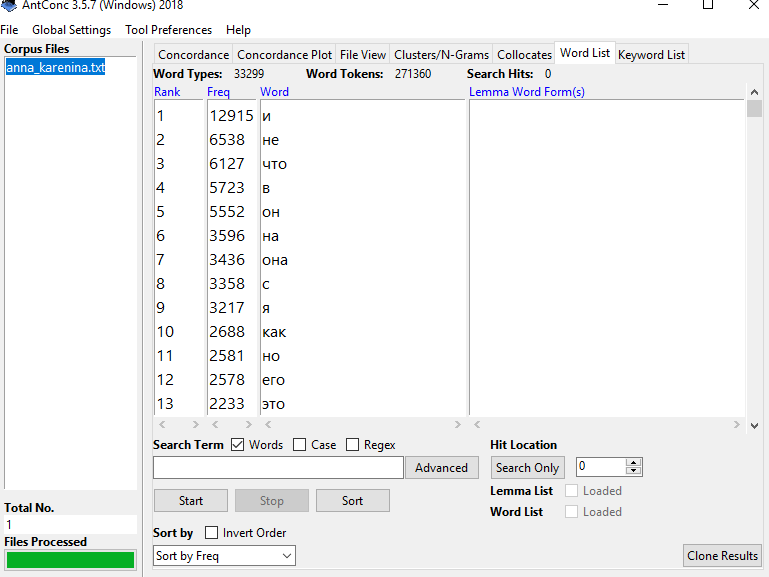 AntConc 3.5.7 (Windows) 2018
File Global Settings Tool Preferences Help
Corpus Files
anna_karenina.txt
Concordance Concordance Plot File View Clusters/N-Grams Collocates Word List Keyword List
Word Types: 33299 Word Tokens: 271360 Search Hits: 0
Rank Freq Word Lemma Word Form(s)
1 12915 и
2 6538 не
3 6127 что
4 5723 в
5 5552 он
6 3596 на
7 3436 она
8 3358 с
9 3217 я
10 2688 как
11 2581 но
12 2578 его
13 2233 это
Search Term Words Case Regex Hit Location
Advanced Search Only 0
Lemma List Loaded
Start Stop Sort
Word List Loaded
Total No.
1
Sort by Invert Order
Files Processed
Sort by Freq Clone Results